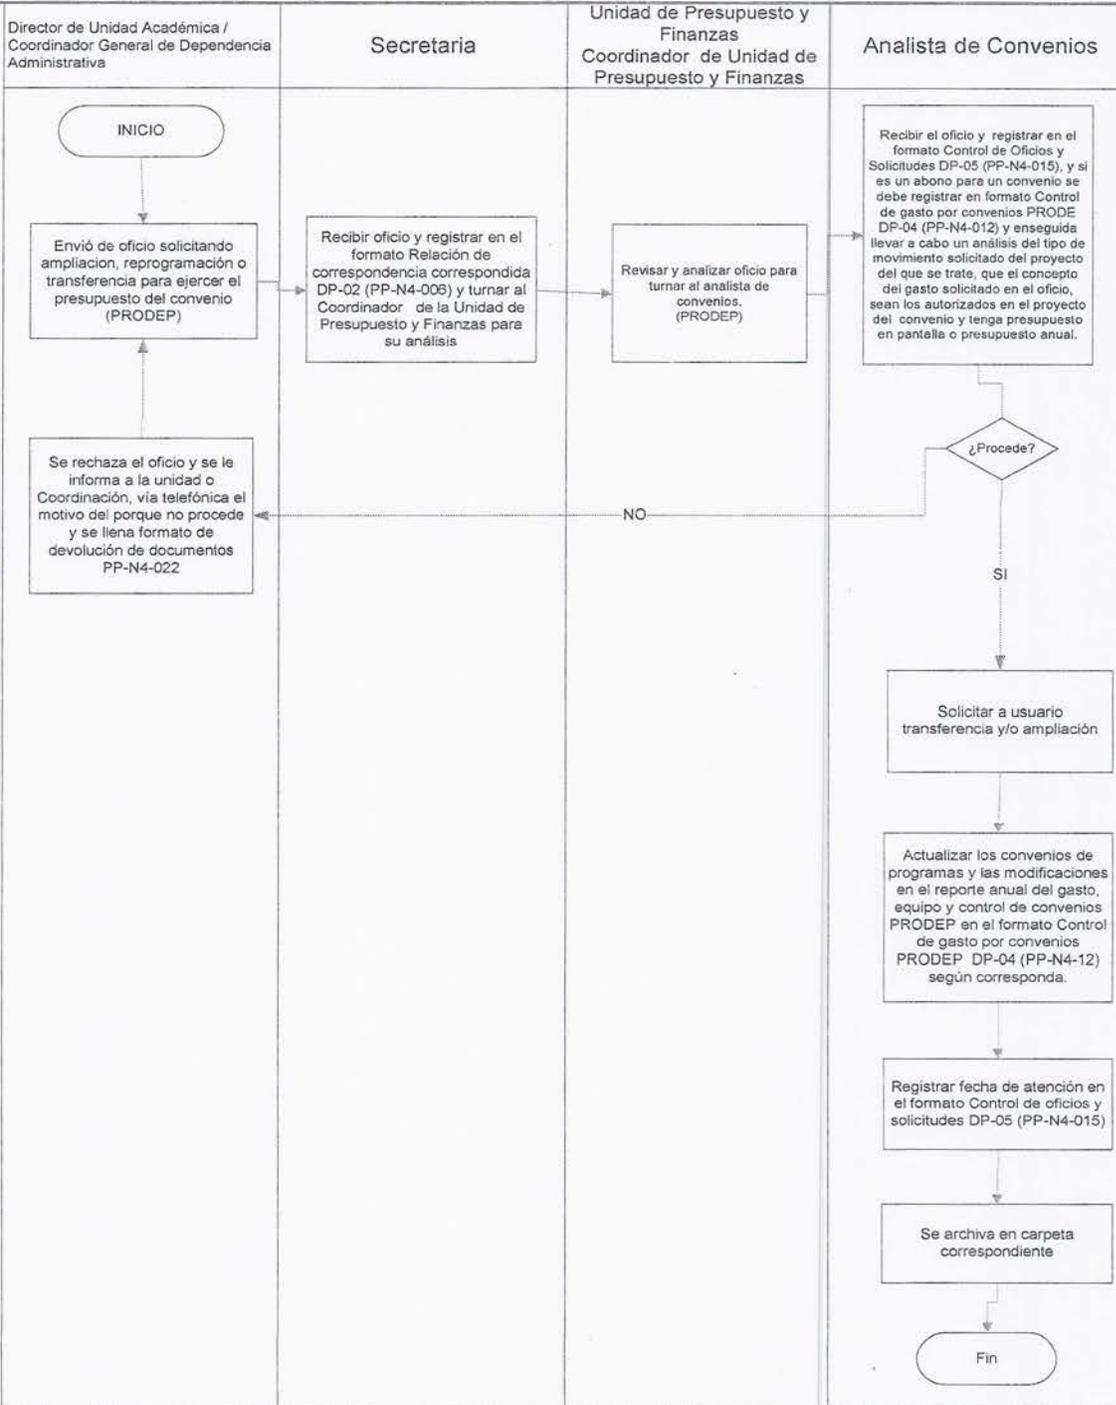 Director de Unidad Académica /
Coordinador General de Dependencia
Administrativa
Secretaria
Unidad de Presupuesto y
Finanzas
Coordinador de Unidad de
Presupuesto y Finanzas
Analista de Convenios
INICIO
Envió de oficio solicitando
ampliacion, reprogramación o
transferencia para ejercer el
presupuesto del convenio
(PRODEP)
Recibir oficio y registrar en el
formato Relación de
correspondencia correspondida
DP-02 (PP-N4-006) y turnar al
Coordinador de la Unidad de
Presupuesto y Finanzas para
su análisis
Revisar y analizar oficio para
turnar al analista de
convenios.
(PRODEP)
Recibir el oficio y registrar en el
formato Control de Oficios y
Solicitudes DP-05 (PP-N4-015), y si
es un abono para un convenio se
debe registrar en formato Control
de gasto por convenios PRODE
DP-04 (PP-N4-012) y enseguida
llevar a cabo un análisis del tipo de
movimiento solicitado del proyecto
del que se trate, que el concepto
del gasto solicitado en el oficio,
sean los autorizados en el proyecto
del convenio y tenga presupuesto
en pantalla o presupuesto anual.
¿Procede?
Se rechaza el oficio y se le
informa a la unidad o
Coordinación, vía telefónica el
motivo del porque no procede
y se llena formato de
devolución de documentos
PP-N4-022
NO
SI
Solicitar a usuario
transferencia y/o ampliación
Actualizar los convenios de
programas y las modificaciones
en el reporte anual del gasto,
equipo y control de convenios
PRODEP en el formato Control
de gasto por convenios
PRODEP DP-04 (PP-N4-12)
según corresponda.
Registrar fecha de atención en
el formato Control de oficios y
solicitudes DP-05 (PP-N4-015)
Se archiva en carpeta
correspondiente
Fin